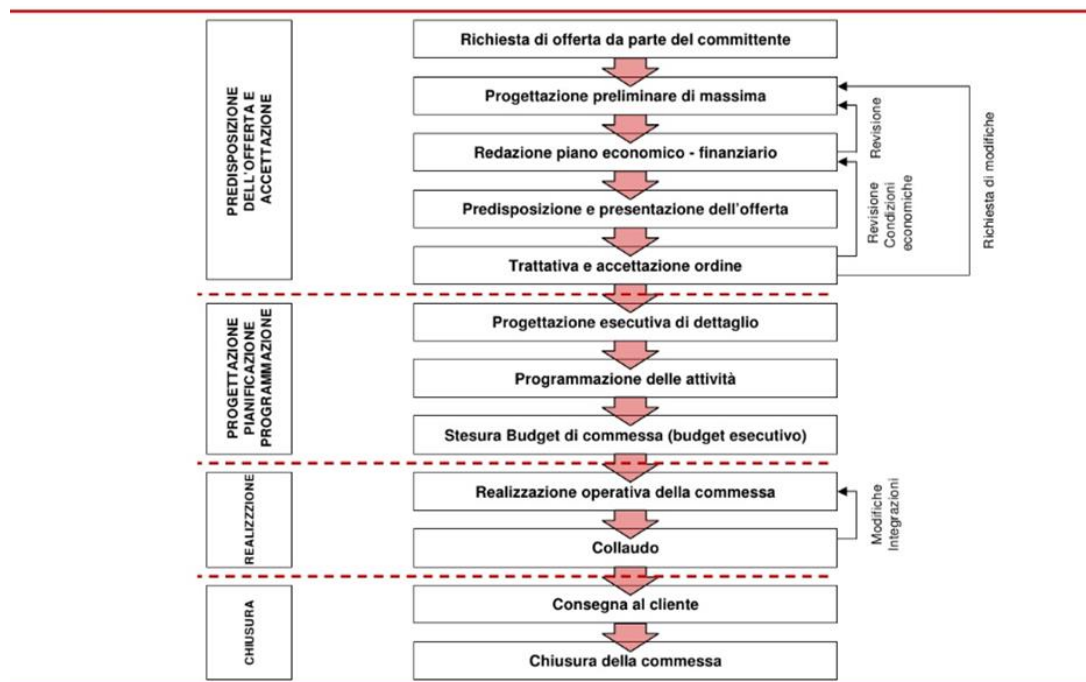 PREDISPOSIZIONE
DELL'OFFERTA E
ACCETTAZIONE
Richiesta di offerta da parte del committente
Progettazione preliminare di massima
Redazione piano economico - finanziario
Predisposizione e presentazione dell'offerta
Trattativa e accettazione ordine
Revisione
Revisione
Condizioni
economiche
Richiesta di modifiche
PROGETTAZIONE
PIANIFICAZIONE
PROGRAMMAZIONE
Progettazione esecutiva di dettaglio
Programmazione delle attività
Stesura Budget di commessa (budget esecutivo)
REALIZZZIONE
Realizzazione operativa della commessa
Collaudo
Modifiche
Integrazioni
CHIUSURA
Consegna al cliente
Chiusura della commessa